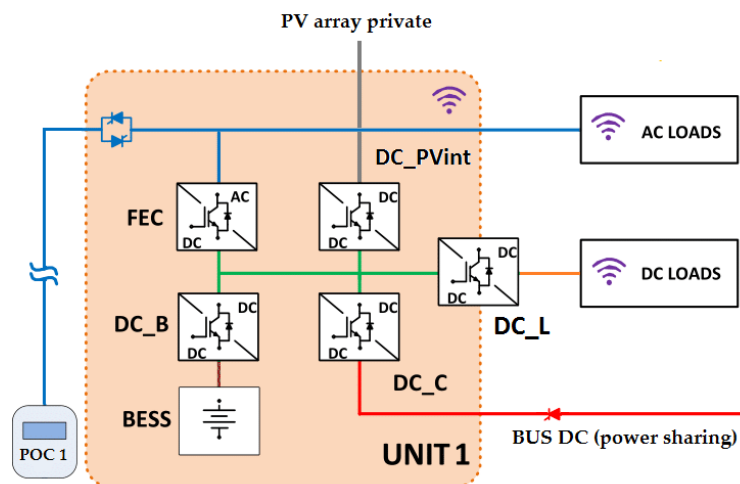 PV array private
AC LOADS
DC_PVint
FEC
AC
DC
DC
DC
DC
DC
DC LOADS
DC_B
DC
DC
DC
DC
DC_L
DC_C
BESS
POC 1
UNIT 1
BUS DC (power sharing)